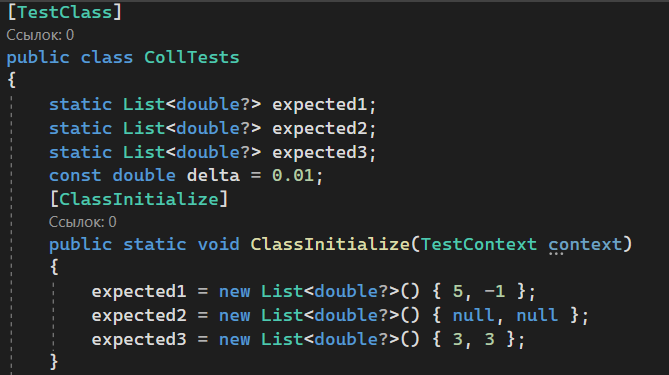 [TestClass]
Ссылок: 0
public class CollTests
{
static List<double?> expected1;
static List<double?> expected2;
static List<double?> expected3;
const double delta = 0.01;
[ClassInitialize]
Ссылок: 0
public static void ClassInitialize(TestContext context)
{
expected1 = new List<double?>() { 5, -1 };
expected2 = new List<double?>() { null, null };
expected3 = new List<double?>() { 3, 3 };
}